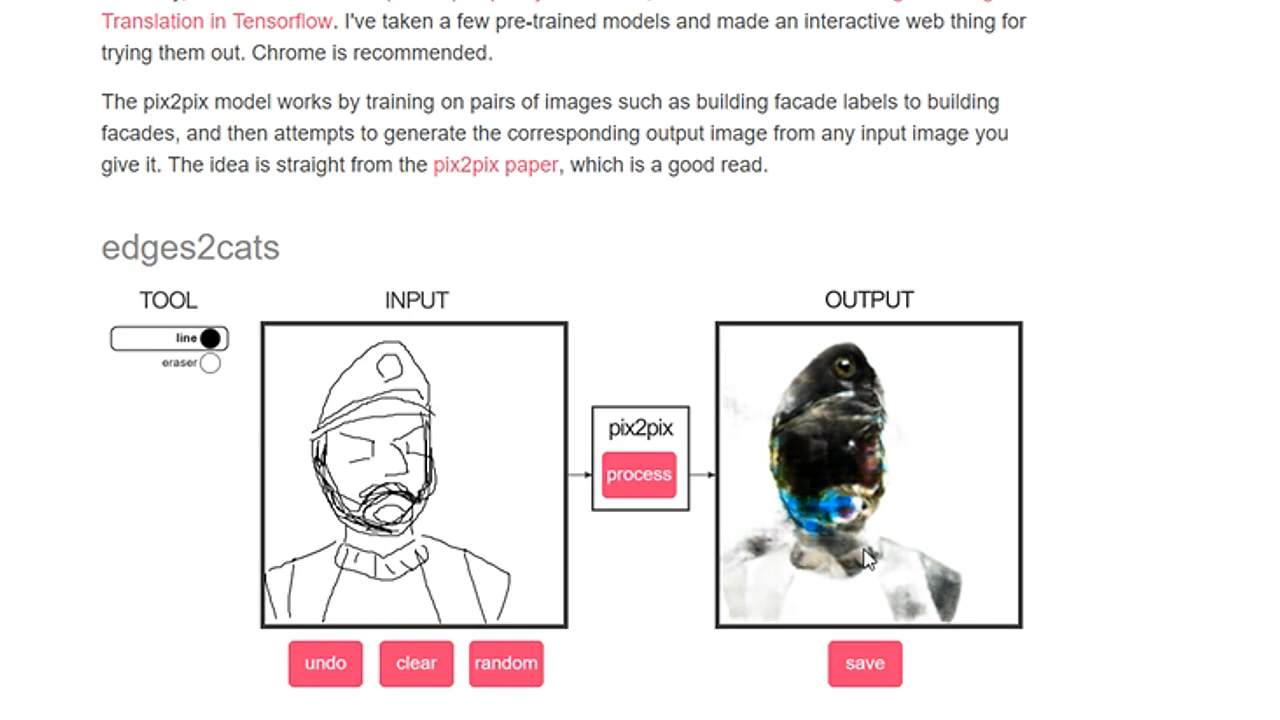 Translation in Tensorflow. I've taken a few pre-trained models and made an interactive web thing for
trying them out. Chrome is recommended.
The pix2pix model works by training on pairs of images such as building facade labels to building
facades, and then attempts to generate the corresponding output image from any input image you
give it. The idea is straight from the pix2pix paper, which is a good read.
edges2cats
TOOL
INPUT
OUTPUT
line
eraser
pix2pix
process
undo
clear
random
save